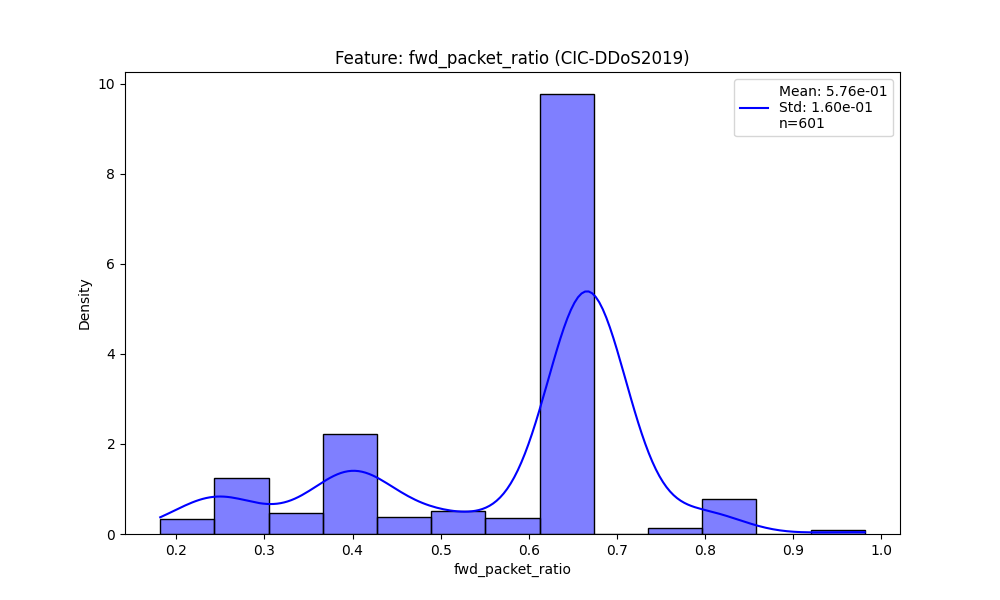 Feature: fwd_packet_ratio (CIC-DDoS2019)
Mean: 5.76e-01
Std: 1.60e-01
n=601
Density
10
8
6
4
2
0
0.2 0.3 0.4 0.5 0.6 0.7 0.8 0.9 1.0
fwd_packet_ratio